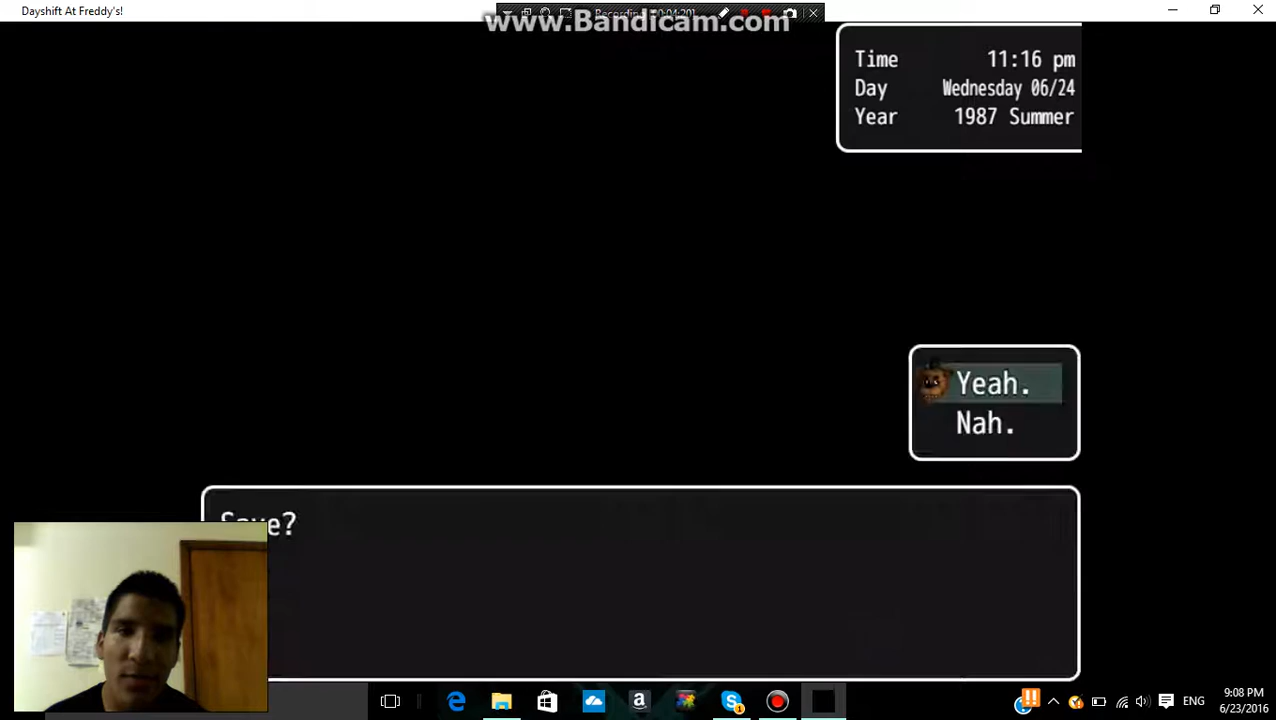 Dayshift At Freddy's!
www.Bandicam.com
Time 11:16 pm
Day Wednesday 06/24
Year 1987 Summer
Yeah.
Nah.
Save?
ENG
9:08 PM
6/23/2016